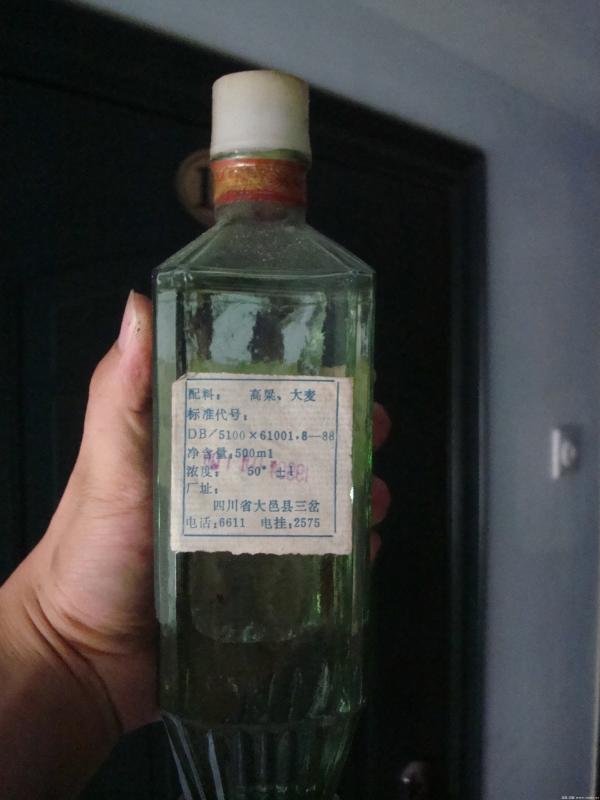 配料： 高梁、大麦
标准代号：
DB／5100×61001.8—88
净含量：500ml
浓度： 50° ±1
厂址：
四川省大邑县三岔
电话：6611 电挂：2575